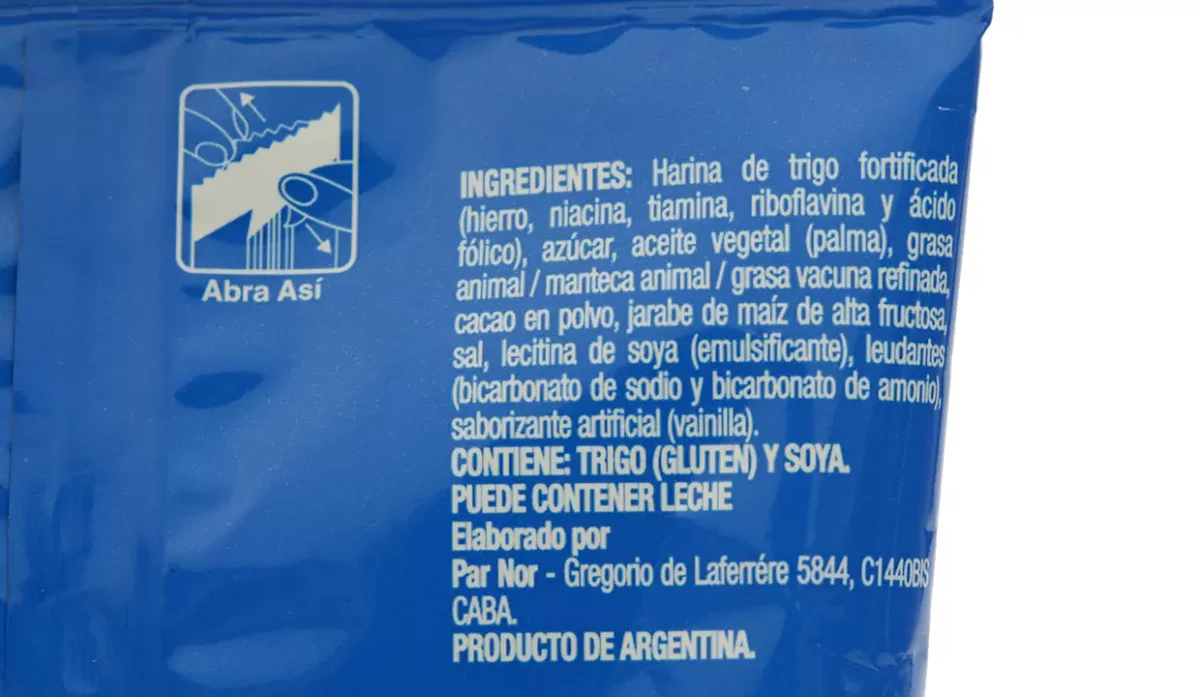 Abra Así
INGREDIENTES: Harina de trigo fortificada
(hierro, niacina, tiamina, riboflavina y ácido
fólico), azúcar, aceite vegetal (palma), grasa
animal / manteca animal / grasa vacuna refinada,
cacao en polvo, jarabe de maíz de alta fructosa,
sal, lecitina de soya (emulsificante), leudantes
(bicarbonato de sodio y bicarbonato de amonio),
saborizante artificial (vainilla).
CONTIENE: TRIGO (GLUTEN) Y SOYA.
PUEDE CONTENER LECHE
Elaborado por
Par Nor - Gregorio de Laferrére 5844, C1440BIS
CABA.
PRODUCTO DE ARGENTINA.